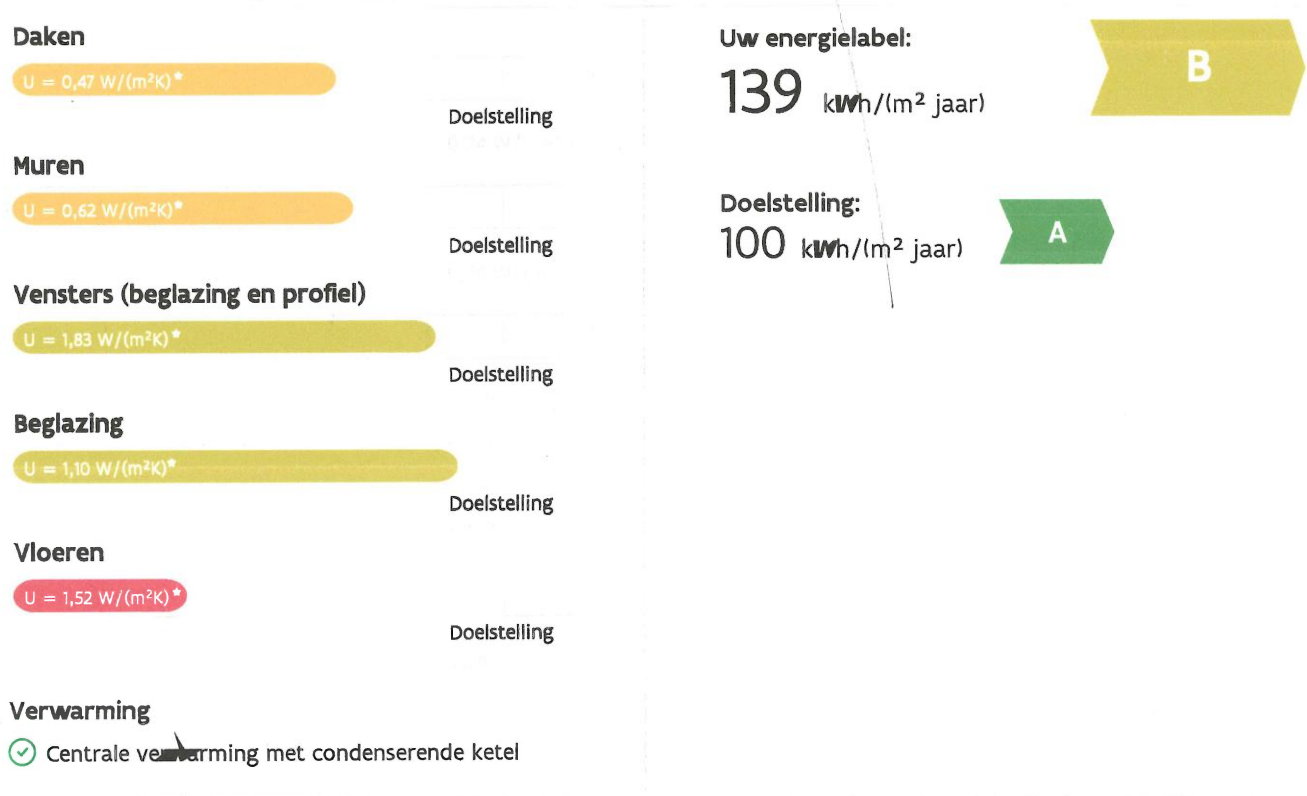 Daken
U = 0,47 W/(m²K)*
Doelstelling
Muren
U = 0,62 W/(m²K)*
Doelstelling
Vensters (beglazing en profiel)
U = 1,83 W/(m²K)*
Doelstelling
Beglazing
U = 1,10 W/(m²K)*
Doelstelling
Vloeren
U = 1,52 W/(m²K)*
Doelstelling
Verwarming
Centrale verwarming met condenserende ketel
Uw energielabel:
139 kWh/(m² jaar)
B
Doelstelling:
100 kWh/(m² jaar)
A